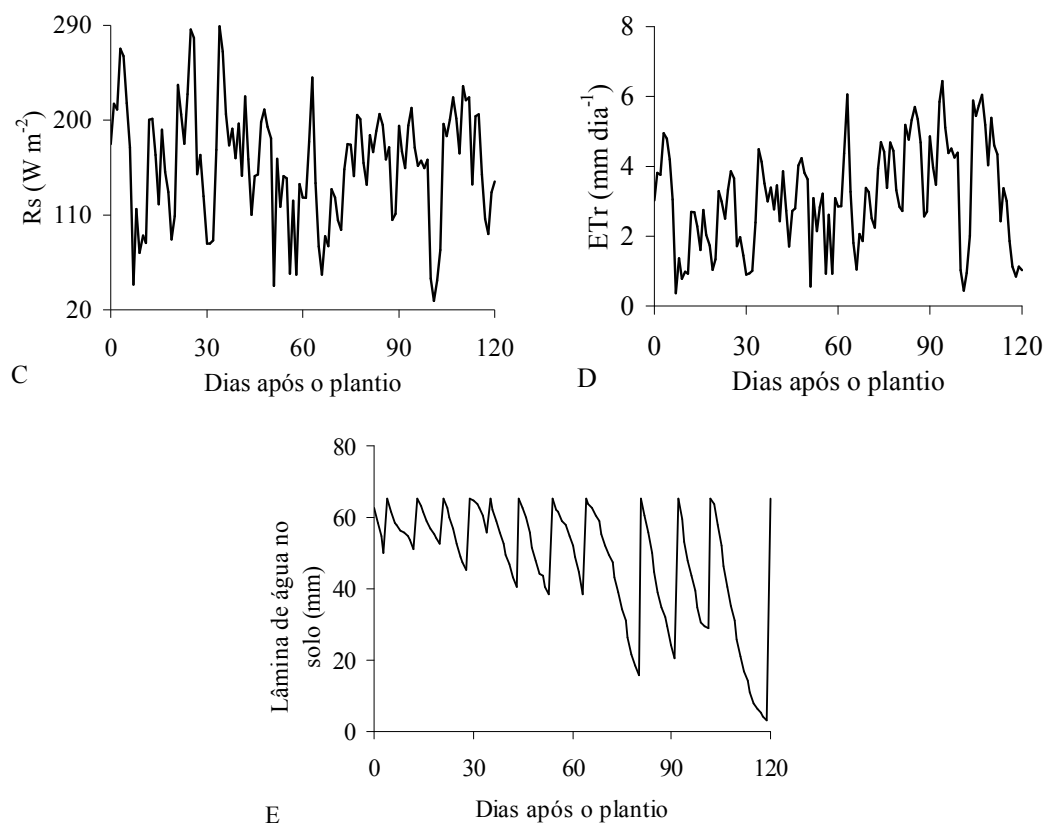 290
200
110
20
Rs (W m-2)
0 30 60 90 120
Dias após o plantio
C
8
6
4
2
0
ETr (mm dia-1)
0 30 60 90 120
Dias após o plantio
D
80
60
40
20
0
Lâmina de água no
solo (mm)
0 30 60 90 120
Dias após o plantio
E